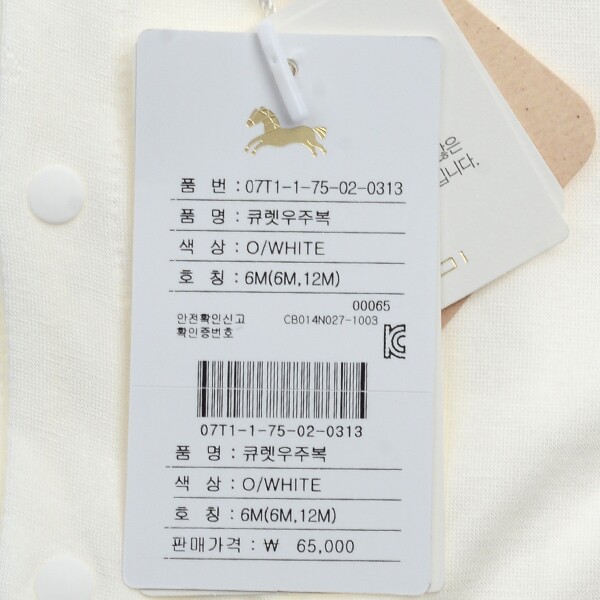 품 번 : 07T1-1-75-02-0313
품 명 : 큐렛우주복
색 상 : O/WHITE
호 칭 : 6M(6M,12M)
00065
안전확인신고 CB014N027-1003
확인증번호
07T1-1-75-02-0313
품 명 : 큐렛우주복
색 상 : O/WHITE
호 칭 : 6M(6M,12M)
판매가격 : ₩ 65,000